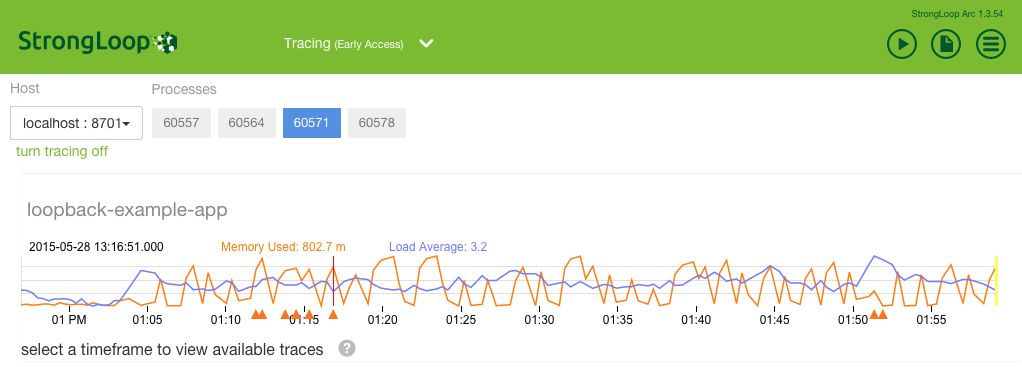 StrongLoop Arc 1.3.54
StrongLoop
Tracing (Early Access)
Host
Processes
localhost : 8701
60557
60564
60571
60578
turn tracing off
loopback-example-app
2015-05-28 13:16:51.000
Memory Used: 802.7 m
Load Average: 3.2
01 PM 01:05 01:10 01:15 01:20 01:25 01:30 01:35 01:40 01:45 01:50 01:55
select a timeframe to view available traces ?